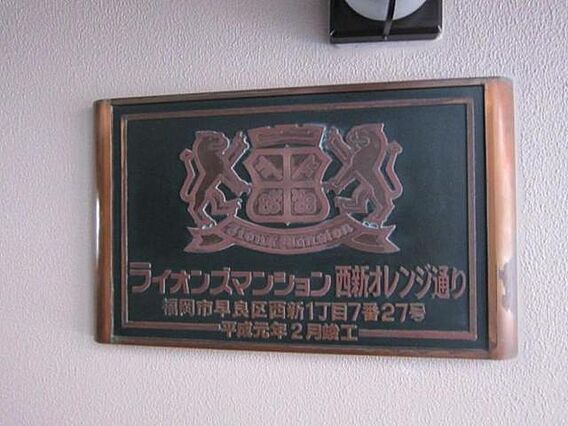 Lions Mansion
ライオンズマンション西新オレンジ通り
福岡市早良区西新1丁目7番27号
平成元年2月竣工